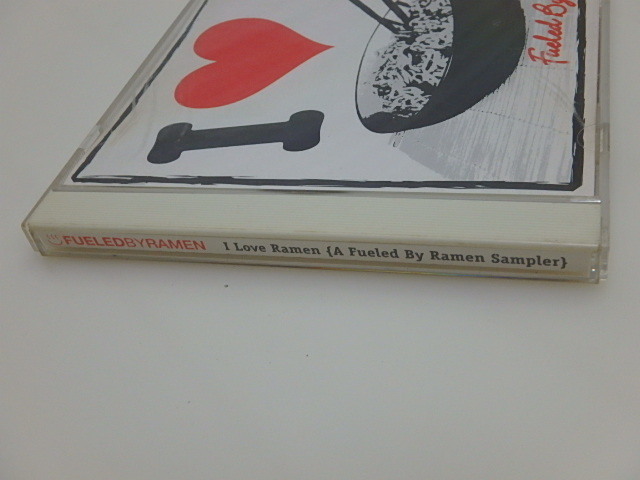 I
Fueled By
FUELEDBYRAMEN I Love Ramen {A Fueled By Ramen Sampler}